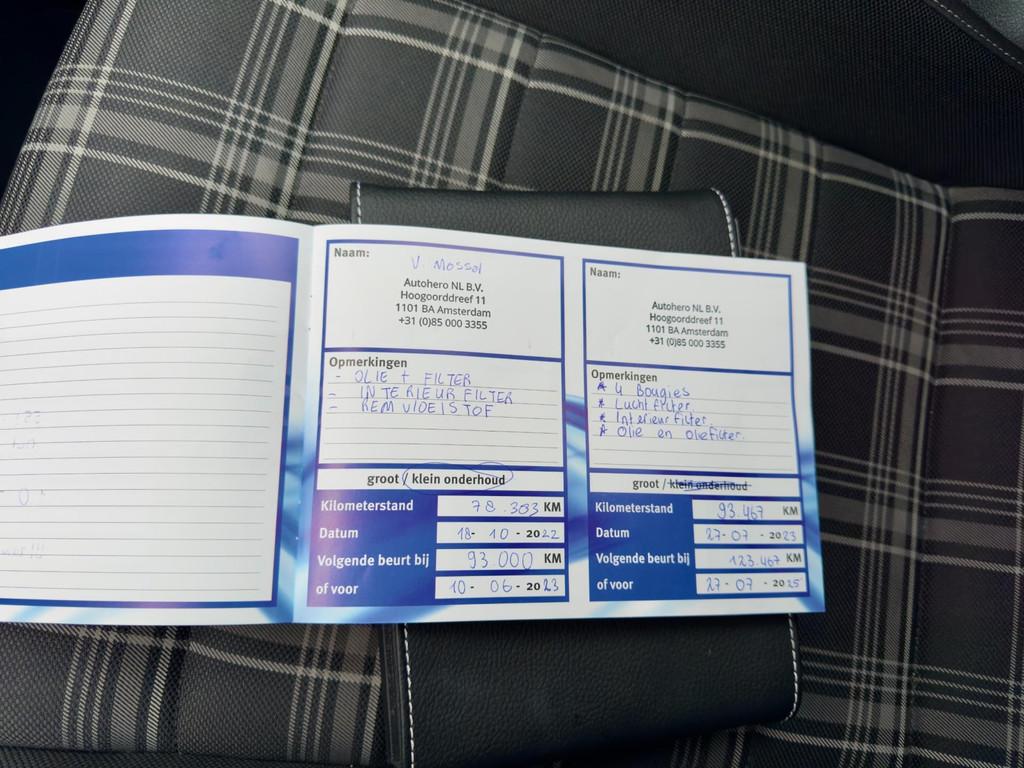 Naam:
V. Mossel
Autohero NL B.V.
Hoogoorddreef 11
1101 BA Amsterdam
+31 (0)85 000 3355
Opmerkingen
- OLIE + FILTER
- INTERIEUR FILTER
- REMVLOEISTOF
groot / klein onderhoud
Kilometerstand 78.303 KM
Datum 18- 10 - 2022
Volgende beurt bij 93.000 KM
of voor 10 - 06 - 2023
Naam:
Autohero NL B.V.
Hoogoorddreef 11
1101 BA Amsterdam
+31 (0)85 000 3355
Opmerkingen
* 4 Bougies
* Luchtfilter.
* Interieur filter.
* Olie en oliefilter.
groot / klein onderhoud
Kilometerstand 93.467 KM
Datum 27-07 - 2023
Volgende beurt bij 123.467 KM
of voor 27-07 - 2025